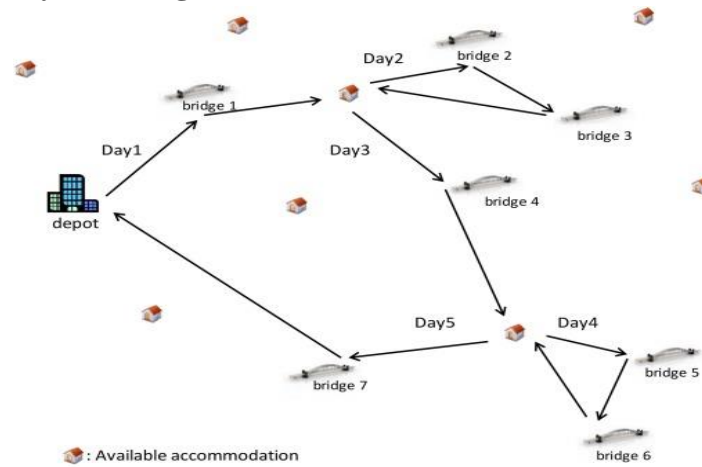 Day2
bridge 2
bridge 1
bridge 3
Day1
Day3
bridge 4
depot
Day5
Day4
bridge 5
bridge 7
bridge 6
: Available accommodation